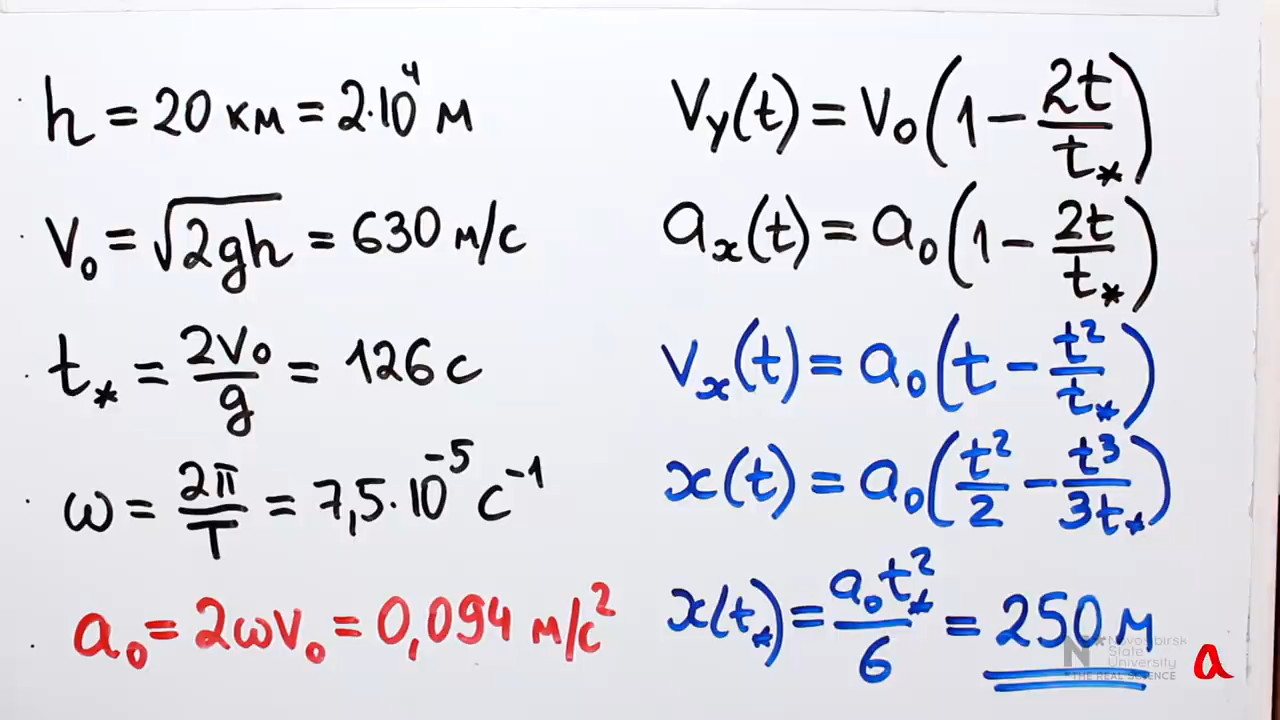 h = 20 км = 2·10⁴ м
V₀ = √2gh = 630 м/с
t* = 2V₀/g = 126 с
ω = 2π/T = 7,5·10⁻⁵ с⁻¹
a₀ = 2ωV₀ = 0,094 м/с²
Vy(t) = V₀(1 − 2t/t*)
aₓ(t) = a₀(1 − 2t/t*)
Vₓ(t) = a₀(t − t²/t*)
x(t) = a₀(t²/2 − t³/3t*)
x(t*) = a₀t*²/6 = 250 м
N* Novosibirsk
State
University
*THE REAL SCIENCE
a